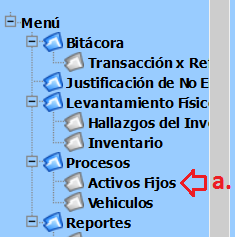 Menú
Bitácora
Transacción x Re
Justificación de No E
Levantamiento Físic
Hallazgos del Inv
Inventario
Procesos
Activos Fijos a.
Vehiculos
Reportes